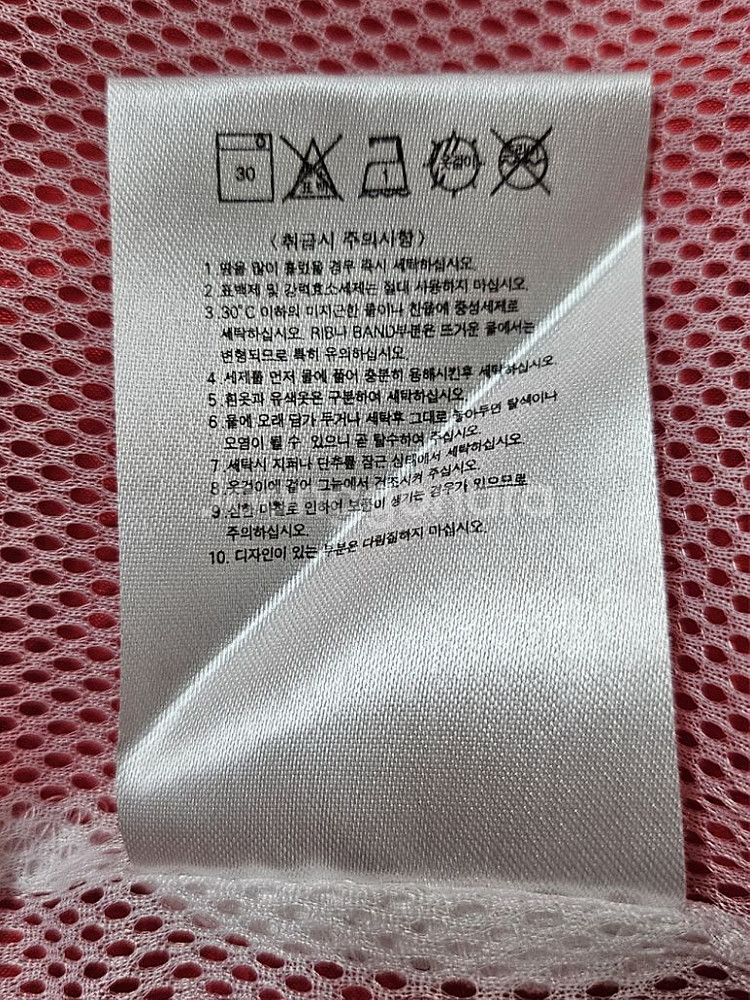 30
표백
1
옷걸이
드라이
〈취급시 주의사항〉
1 땀을 많이 흘렸을 경우 즉시 세탁하십시오.
2 표백제 및 강력효소세제는 절대 사용하지 마십시오.
3.30°C 이하의 미지근한 물이나 찬물에 중성세제로
세탁하십시오. RIB나 BAND부분은 뜨거운 물에서는
변형되므로 특히 유의하십시오.
4 .세제를 먼저 물에 풀어 충분히 용해시킨후 세탁하십시오.
5 .흰옷과 유색옷은 구분하여 세탁하십시오.
6 .물에 오래 담가 두거나 세탁후 그대로 놓아두면 탈색이나
오염이 될 수 있으니 곧 탈수하여 주십시오.
7 .세탁시 지퍼나 단추를 잠근 상태에서 세탁하십시오.
8 .옷걸이에 걸어 그늘에서 건조시켜 주십시오.
9 .심한 마찰로 인하여 보풀이 생기는 경우가 있으므로
주의하십시오.
10. 디자인이 있는 부분은 다림질하지 마십시오.